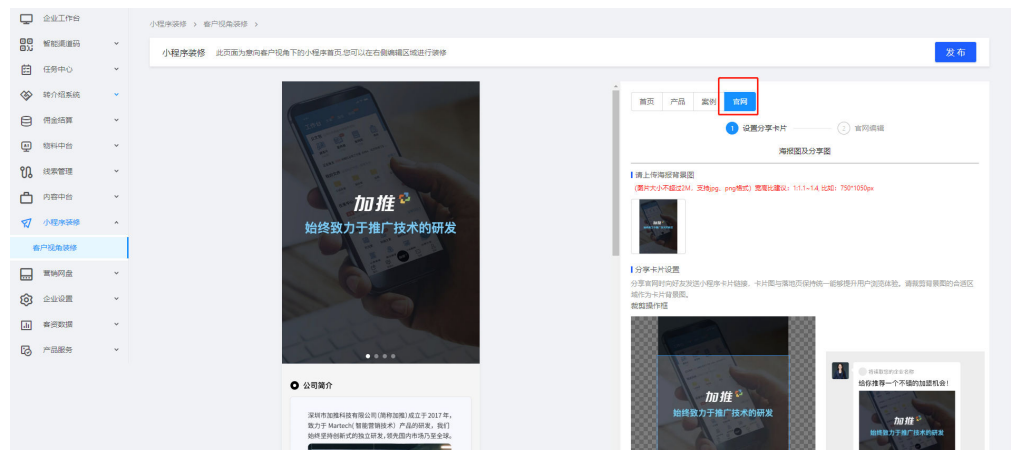 企业工作台
智能渠道码
任务中心
转介绍系统
佣金结算
物料中台
线索管理
内容中台
小程序装修
客户视角装修
营销网盘
企业设置
客资数据
产品服务
小程序装修 > 客户视角装修 >
小程序装修 此页面为意向客户视角下的小程序首页,您可以在右侧编辑区域进行装修
发布
加推
始终致力于推广技术的研发
公司简介
深圳市加推科技有限公司(简称加推)成立于 2017 年,
致力于 Martech( 智能营销技术）产品的研发。我们
始终坚持创新式的独立研发,领先国内市场乃至全球。
首页 产品 案例 官网
1 设置分享卡片 2 官网编辑
海报图及分享图
请上传海报背景图
(图片大小不超过2M，支持jpg、png格式) 宽高比建议：1:1.1~1.4, 比如：750*1050px
分享卡片设置
分享官网时向好友发送小程序卡片链接，卡片图与落地页保持统一能够提升用户浏览体验。请裁剪背景图的合适区
域作为卡片背景图。
裁剪操作框
加推
始终致力于推广技术的研发
给你推荐一个不错的加盟机会!
加推
始终致力于推广技术的研发